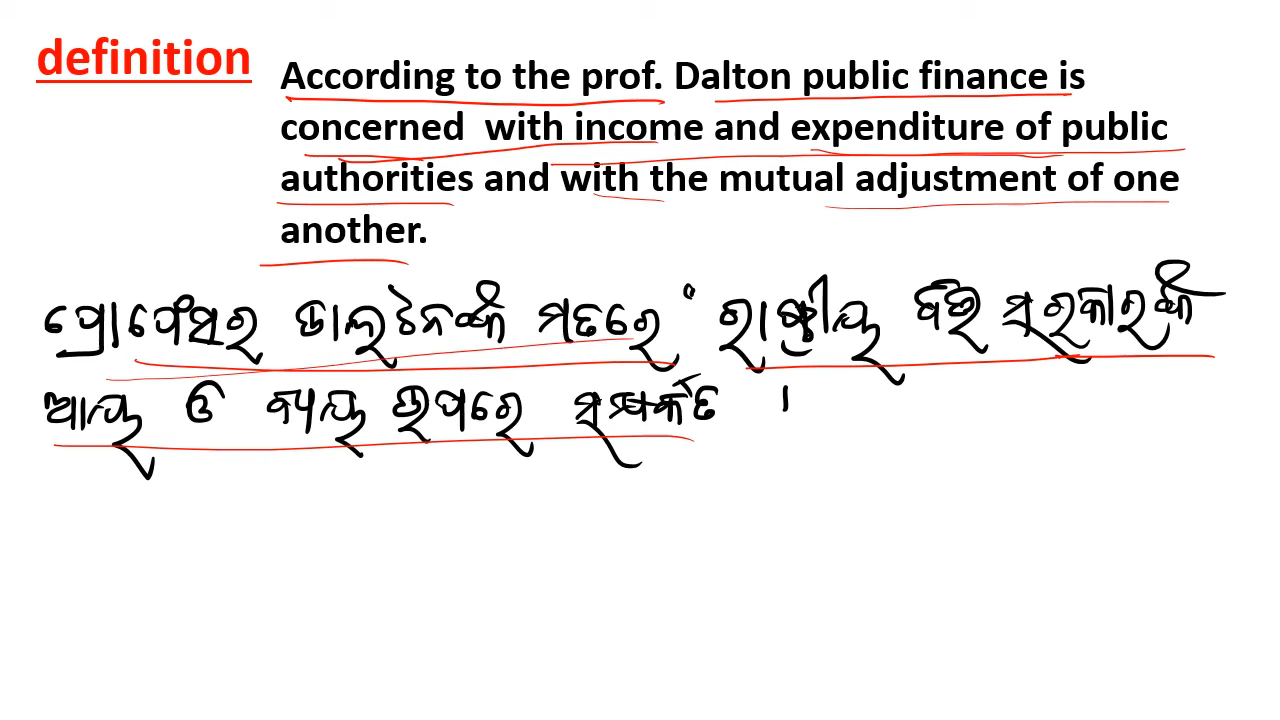 definition
According to the prof. Dalton public finance is
concerned with income and expenditure of public
authorities and with the mutual adjustment of one
another.
ପ୍ରୋଫେସର ଡାଲଟନଙ୍କ ମତରେ “ ରାଷ୍ଟ୍ରୀୟ ବିତ୍ତ ସରକାରଙ୍କ
ଆୟ ଓ ବ୍ୟୟ ଉପରେ ସମ୍ପର୍କିତ ।